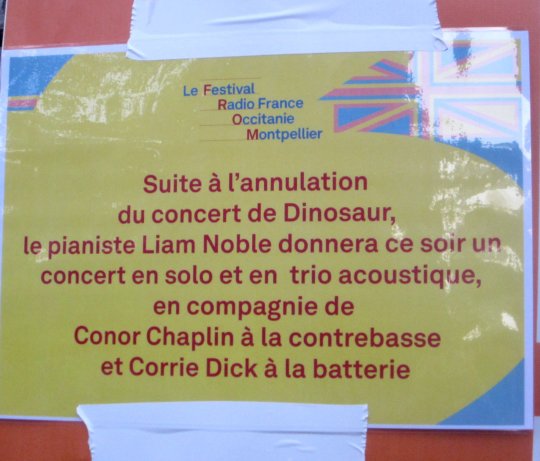 Le Festival
Radio France
Occitanie
Montpellier
Suite à l'annulation
du concert de Dinosaur,
le pianiste Liam Noble donnera ce soir un
concert en solo et en trio acoustique,
en compagnie de
Conor Chaplin à la contrebasse
et Corrie Dick à la batterie